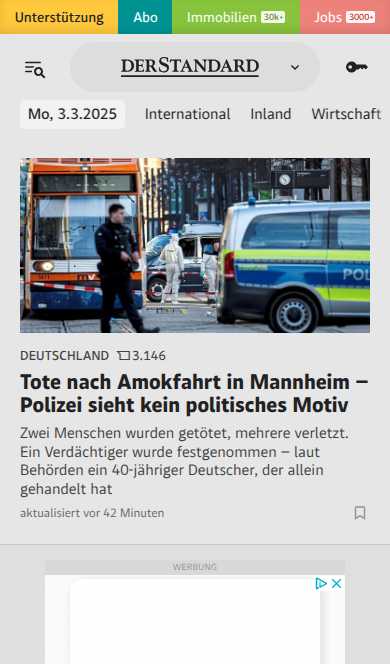 Unterstützung Abo Immobilien 30k+ Jobs 3000+
DERSTANDARD
Mo, 3.3.2025 International Inland Wirtschaft
POL
DEUTSCHLAND 3.146
Tote nach Amokfahrt in Mannheim –
Polizei sieht kein politisches Motiv
Zwei Menschen wurden getötet, mehrere verletzt.
Ein Verdächtiger wurde festgenommen – laut
Behörden ein 40-jähriger Deutscher, der allein
gehandelt hat
aktualisiert vor 42 Minuten
WERBUNG